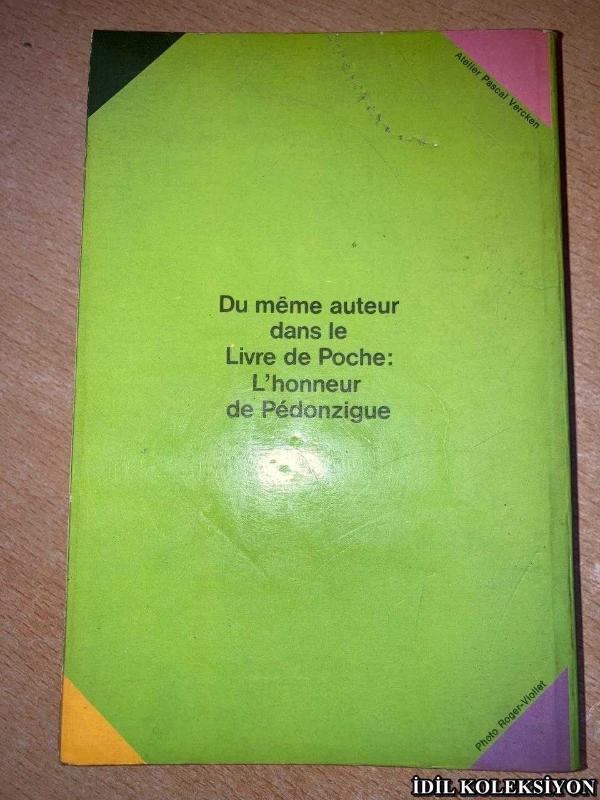 Atelier Pascal Vercken
Du même auteur
dans le
Livre de Poche:
L'honneur
de Pédonzigue
Photo Roger-Viollet
İDİL KOLEKSİYON